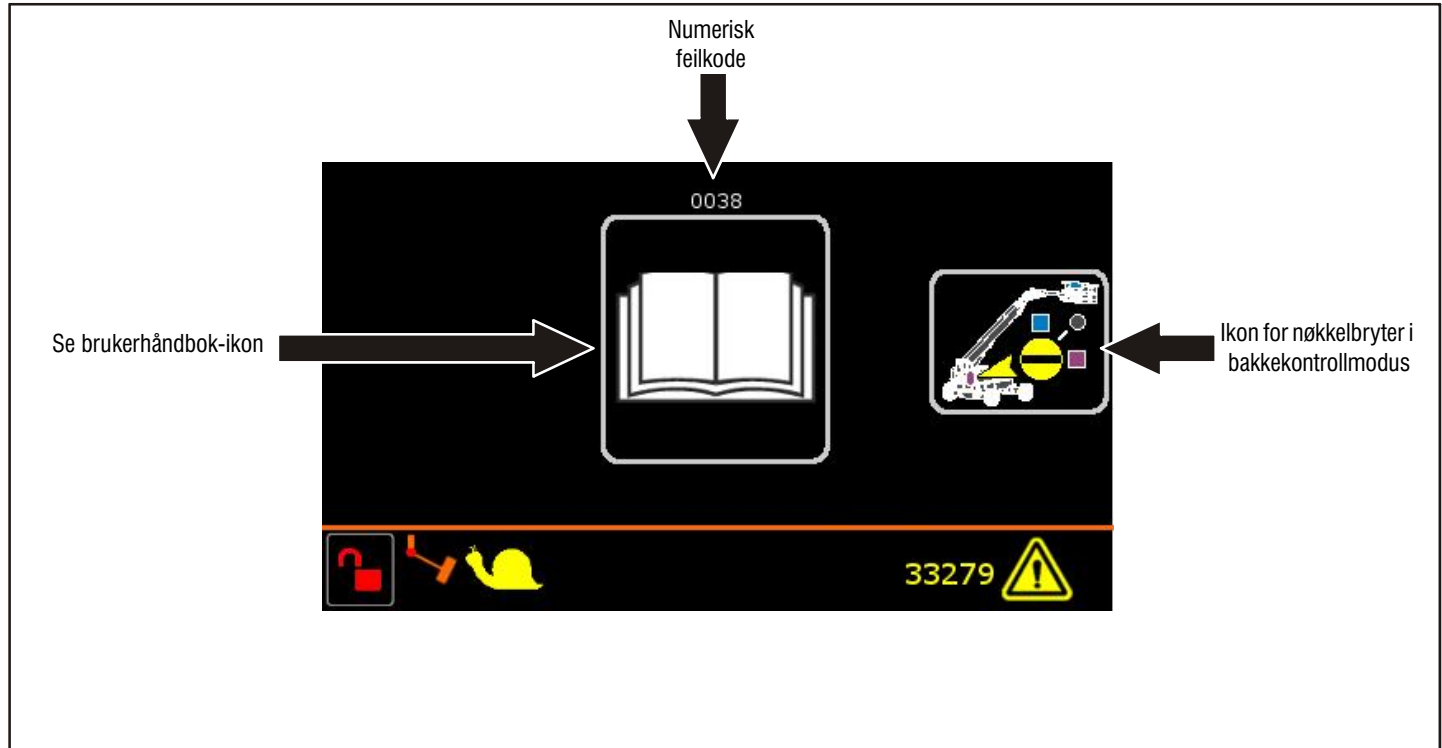 Numerisk
feilkode
0038
Se brukerhåndbok-ikon
Ikon for nøkkelbryter i
bakkekontrollmodus
33279